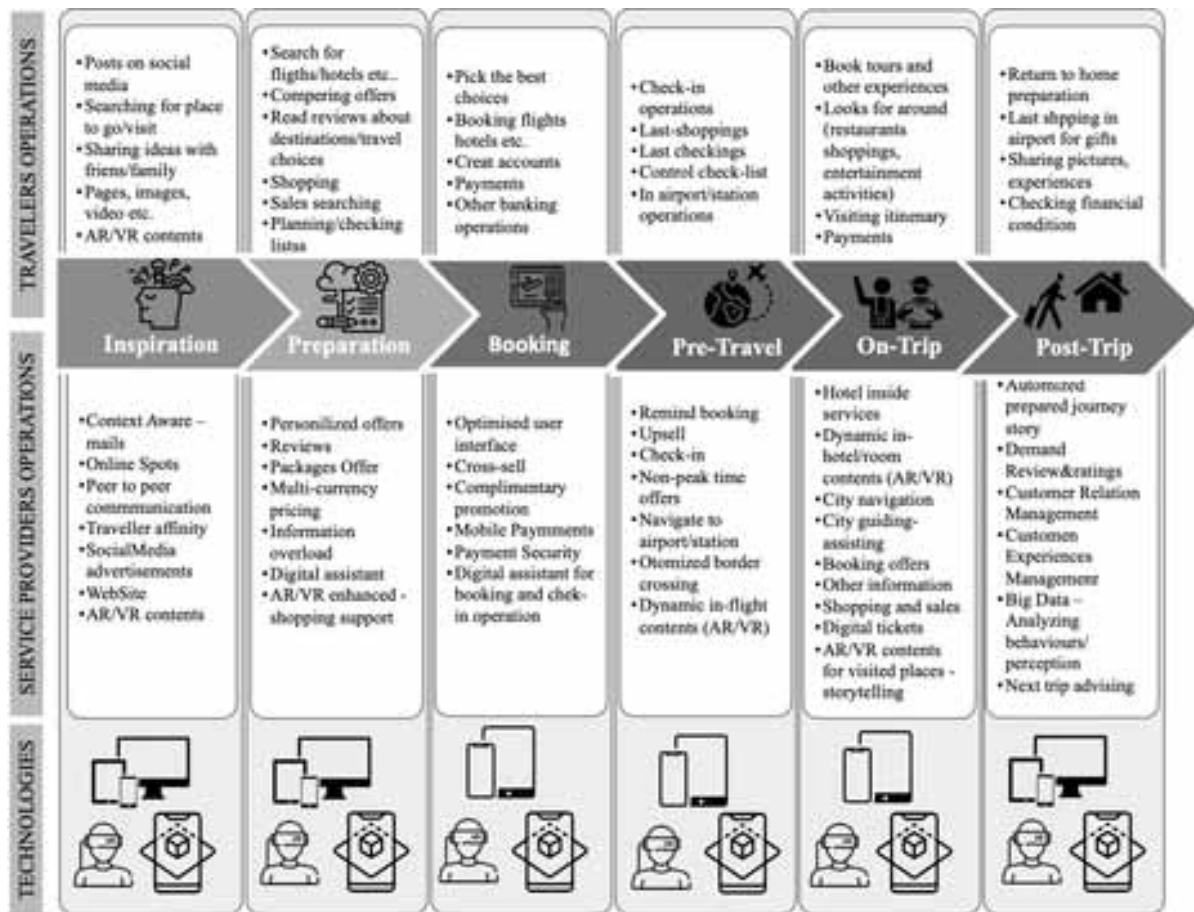 TRAVELERS OPERATIONS
• Posts on social
media
• Searching for place
to go/visit
• Sharing ideas with
friens/family
• Pages, images,
video etc.
• AR/VR contents
• Search for
fligths/hotels etc..
• Compering offers
• Read reviews about
destinations/travel
choices
• Shopping
• Sales searching
• Planning/checking
listss
• Pick the best
choices
• Booking flights
hotels etc.
• Creat accounts
• Payments
• Other banking
operations
• Check-in
operations
• Last-shoppings
• Last checkings
• Control check-list
• In airport/station
operations
• Book tours and
other experiences
• Looks for around
(restaurants
shoppings,
entertainment
activities)
• Visiting itinerary
• Payments
• Return to home
preparation
• Last shpping in
airport for gifts
• Sharing pictures,
experiences
• Checking financial
condition
Inspiration
Preparation
Booking
Pre-Travel
On-Trip
Post-Trip
SERVICE PROVIDERS OPERATIONS
• Context Aware –
mails
• Online Spots
• Peer to peer
commmunication
• Traveller affinity
• SocialMedia
advertisements
• WebSite
• AR/VR contents
• Personilized offers
• Reviews
• Packages Offer
• Multi-currency
pricing
• Information
overload
• Digital assistant
• AR/VR enhanced -
shopping support
• Optimised user
interface
• Cross-sell
• Complimentary
promotion
• Mobile Paymments
• Payment Security
• Digital assistant for
booking and chek-
in operation
• Remind booking
• Upsell
• Check-in
• Non-peak time
offers
• Navigate to
airport/station
• Otomized border
crossing
• Dynamic in-flight
contents (AR/VR)
• Hotel inside
services
• Dynamic in-
hotel/room
contents (AR/VR)
• City navigation
• City guiding-
assisting
• Booking offers
• Other information
• Shopping and sales
• Digital tickets
• AR/VR contents
for visited places -
storytelling
• Automized
prepared journey
story
• Demand
Review&ratings
• Customer Relation
Management
• Customen
Experiences
Management
• Big Data –
Analyzing
behaviours/
perception
• Next trip advising
TECHNOLOGIES